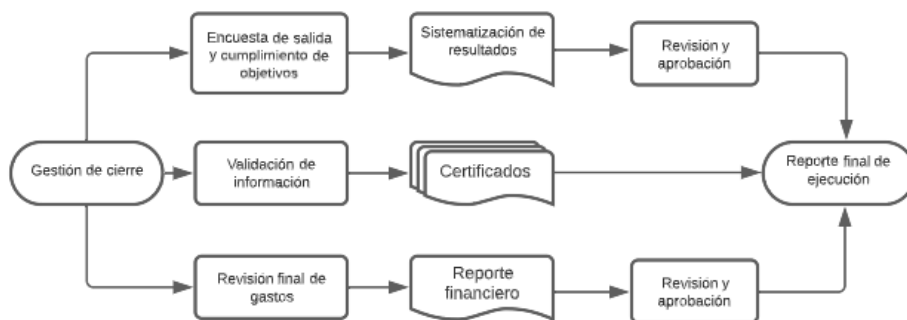 Encuesta de salida
y cumplimiento de
objetivos
Sistematización de
resultados
Revisión y
aprobación
Gestión de cierre
Validación de
información
Certificados
Reporte final de
ejecución
Revisión final de
gastos
Reporte
financiero
Revisión y
aprobación